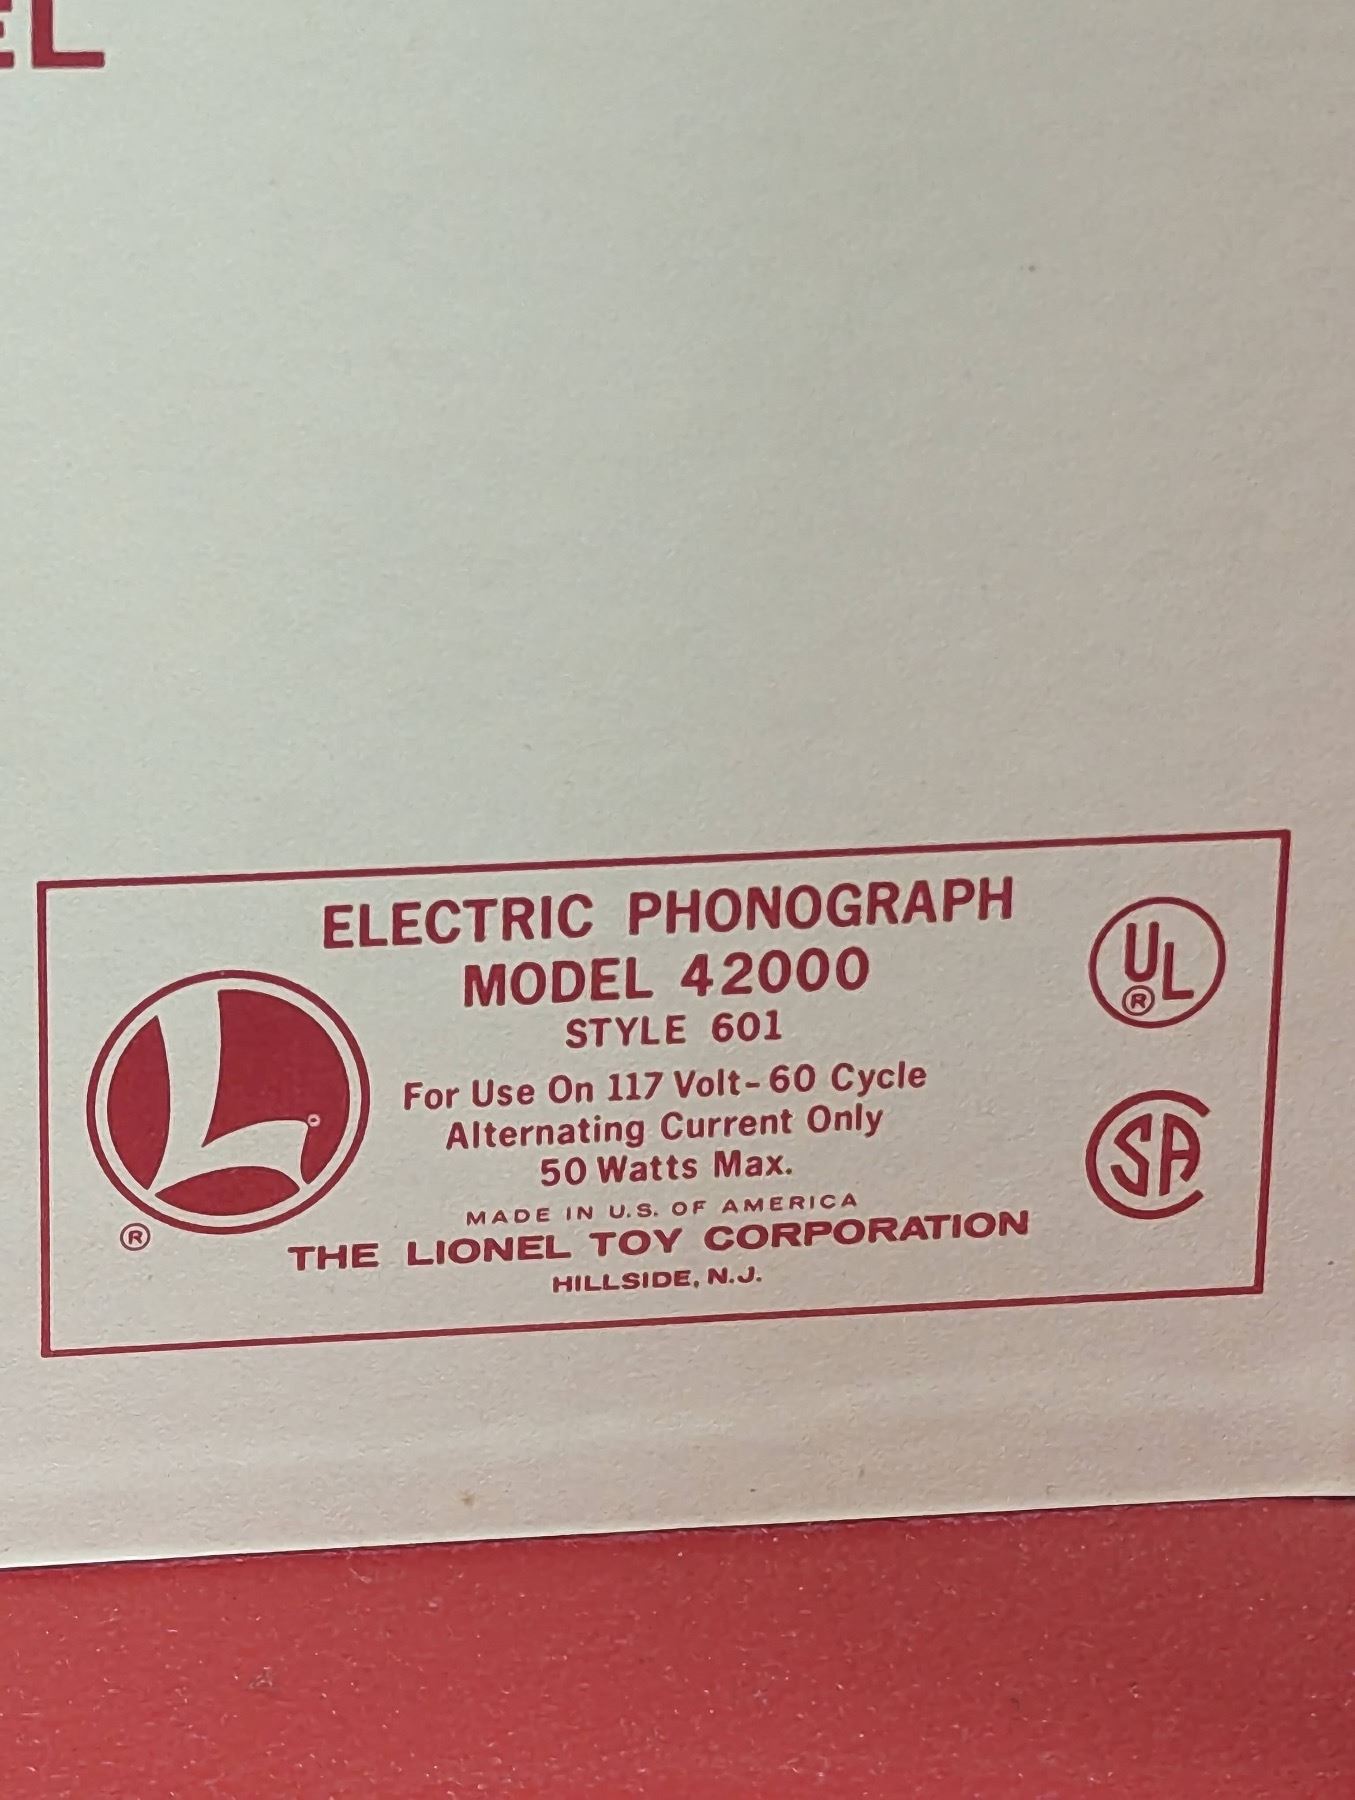 EL
ELECTRIC PHONOGRAPH
MODEL 42000
STYLE 601
For Use On 117 Volt-60 Cycle
Alternating Current Only
50 Watts Max.
MADE IN U.S. OF AMERICA
THE LIONEL TOY CORPORATION
HILLSIDE, N.J.
L
®
UL
®
SA